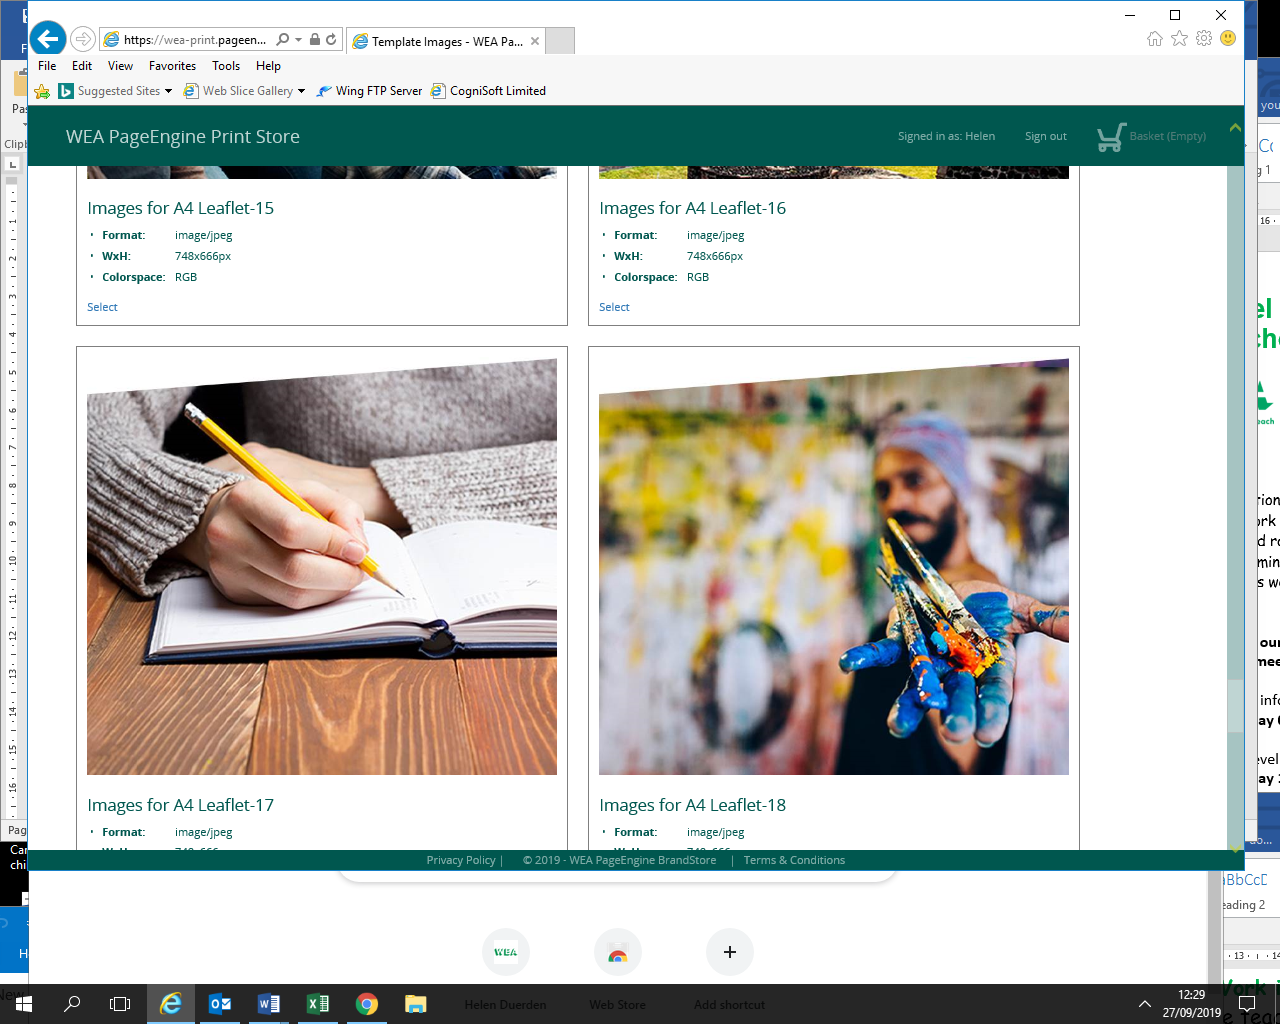 https://wea-print.pageen...
Template Images - WEA Pa...
File Edit View Favorites Tools Help
Suggested Sites Web Slice Gallery Wing FTP Server CogniSoft Limited
WEA PageEngine Print Store
Signed in as: Helen Sign out Basket (Empty)
Images for A4 Leaflet-15
Format: image/jpeg
WxH: 748x666px
Colorspace: RGB
Select
Images for A4 Leaflet-16
Format: image/jpeg
WxH: 748x666px
Colorspace: RGB
Select
Images for A4 Leaflet-17
Format: image/jpeg
Images for A4 Leaflet-18
Format: image/jpeg
Privacy Policy | © 2019 - WEA PageEngine BrandStore | Terms & Conditions
WEA
Helen Duerden Web Store Add shortcut
12:29
27/09/2019